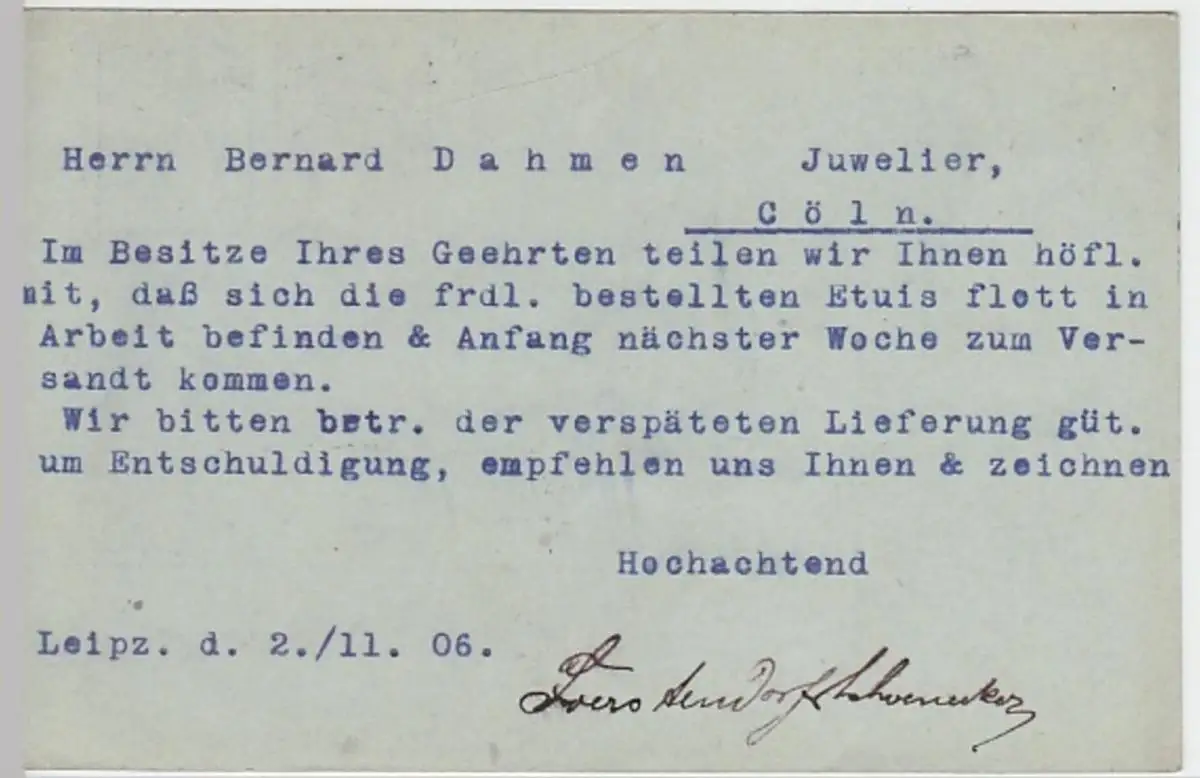 Herrn Bernard Dahmen Juwelier,
Cöln.
Im Besitze Ihres Geehrten teilen wir Ihnen höfl.
mit, daß sich die frdl. bestellten Etuis flott in
Arbeit befinden & Anfang nächster Woche zum Ver-
sandt kommen.
Wir bitten betr. der verspäteten Lieferung güt.
um Entschuldigung, empfehlen uns Ihnen & zeichnen
Hochachtend
Leipz. d. 2./11. 06.